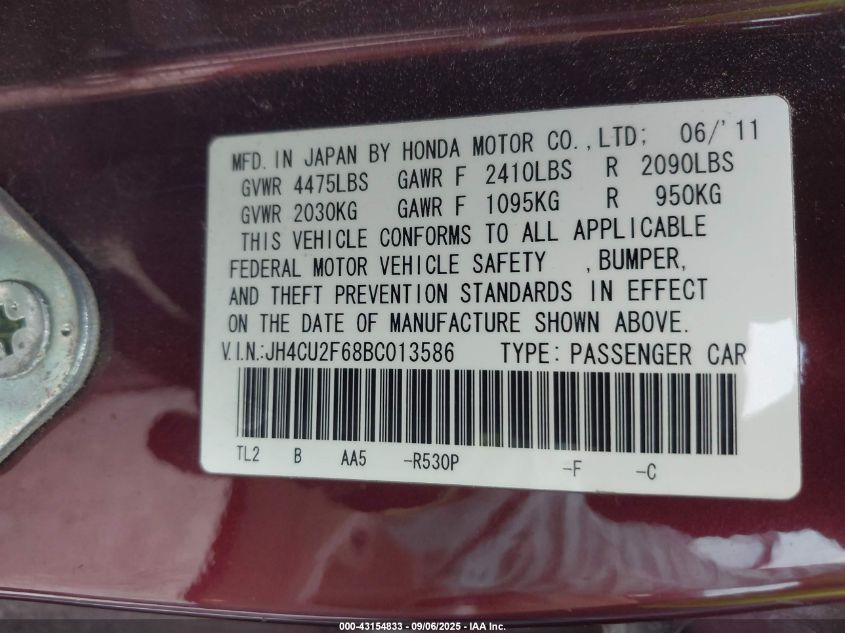 MFD. IN JAPAN BY HONDA MOTOR CO.,LTD; 06/'11
GVWR 4475LBS GAWR F 2410LBS R 2090LBS
GVWR 2030KG GAWR F 1095KG R 950KG
THIS VEHICLE CONFORMS TO ALL APPLICABLE
FEDERAL MOTOR VEHICLE SAFETY ,BUMPER,
AND THEFT PREVENTION STANDARDS IN EFFECT
ON THE DATE OF MANUFACTURE SHOWN ABOVE.
V.I.N.:JH4CU2F68BC013586 TYPE: PASSENGER CAR
TL2 B AA5 -R530P -F -C
000-43154833 - 09/06/2025 - IAA Inc.